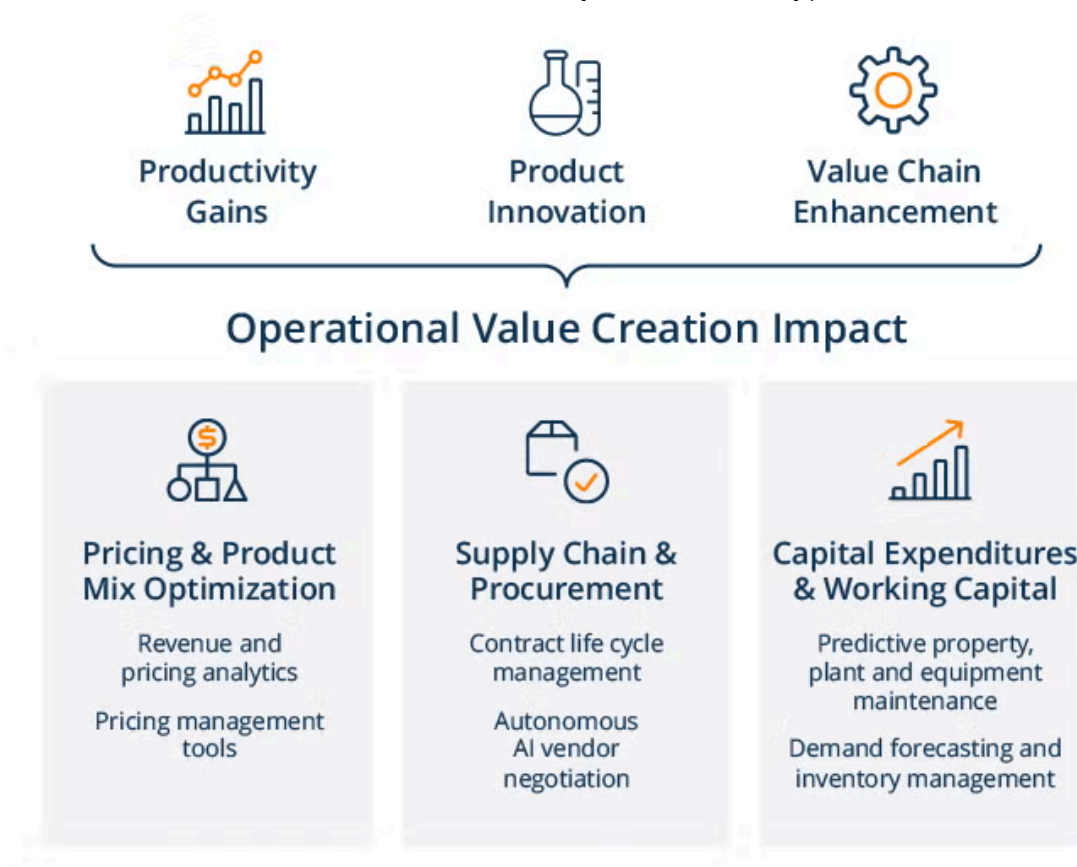 Productivity
Gains
Product
Innovation
Value Chain
Enhancement
Operational Value Creation Impact
$
Pricing & Product
Mix Optimization
Revenue and
pricing analytics
Pricing management
tools
Supply Chain &
Procurement
Contract life cycle
management
Autonomous
AI vendor
negotiation
Capital Expenditures
& Working Capital
Predictive property,
plant and equipment
maintenance
Demand forecasting and
inventory management